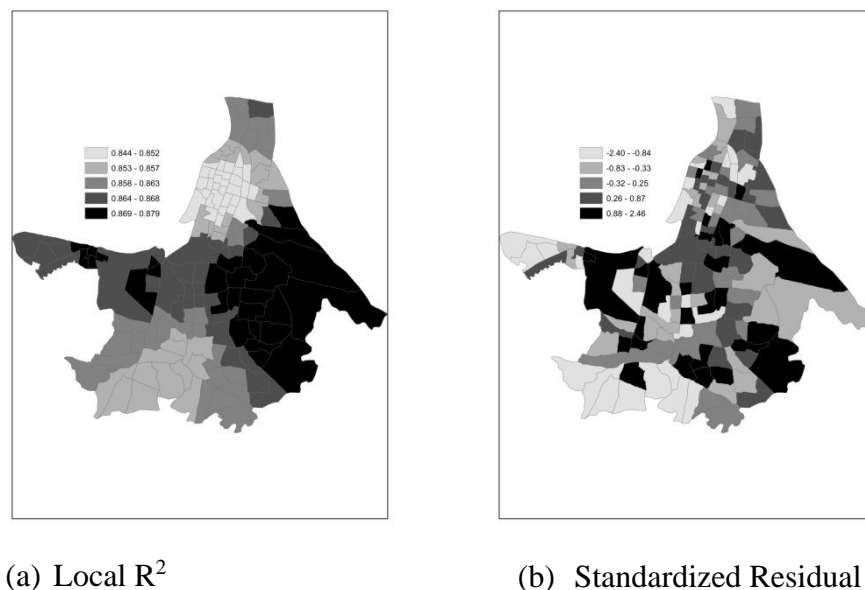 0.844 - 0.852
0.853 - 0.857
0.858 - 0.863
0.864 - 0.868
0.869 - 0.879
-2.40 - -0.84
-0.83 - -0.33
-0.32 - 0.25
0.26 - 0.87
0.88 - 2.46
(a) Local R²
(b) Standardized Residual